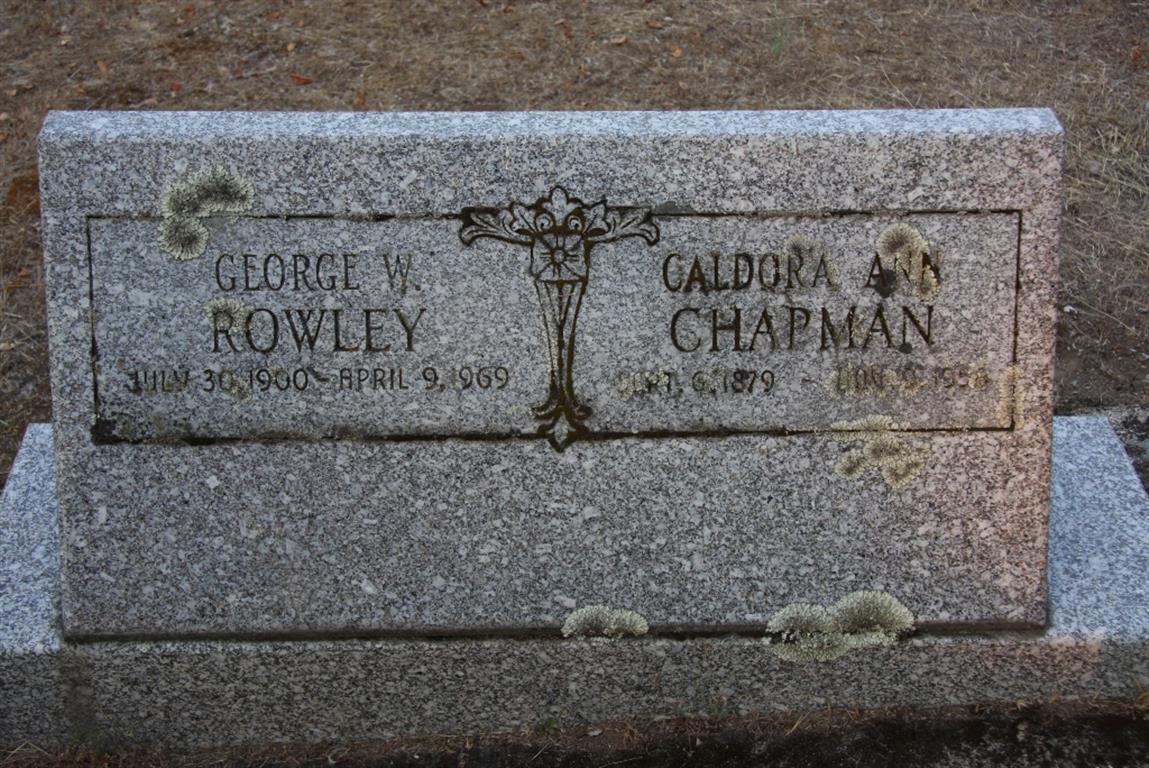 GEORGE W.
ROWLEY
JULY 30, 1900 - APRIL 9, 1969
CALDORA ANN
CHAPMAN
SEPT. 6, 1879 -